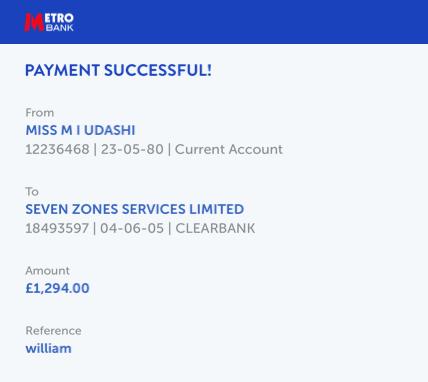 METRO
BANK
PAYMENT SUCCESSFUL!
From
MISS M I UDASHI
12236468 | 23-05-80 | Current Account
To
SEVEN ZONES SERVICES LIMITED
18493597 | 04-06-05 | CLEARBANK
Amount
£1,294.00
Reference
william